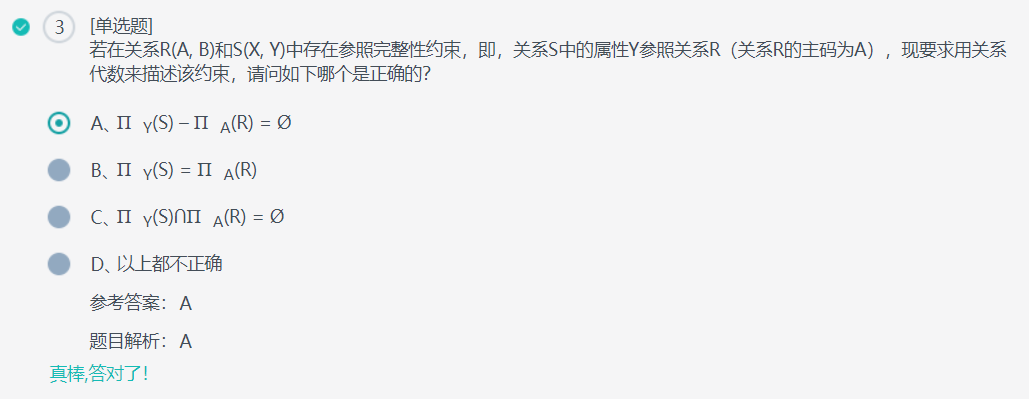 3 [单选题]
若在关系R(A, B)和S(X, Y)中存在参照完整性约束，即，关系S中的属性Y参照关系R（关系R的主码为A），现要求用关系
代数来描述该约束，请问如下哪个是正确的？
A、Π Y(S) – Π A(R) = Ø
B、Π Y(S) = Π A(R)
C、Π Y(S)∩Π A(R) = Ø
D、以上都不正确
参考答案： A
题目解析： A
真棒,答对了！